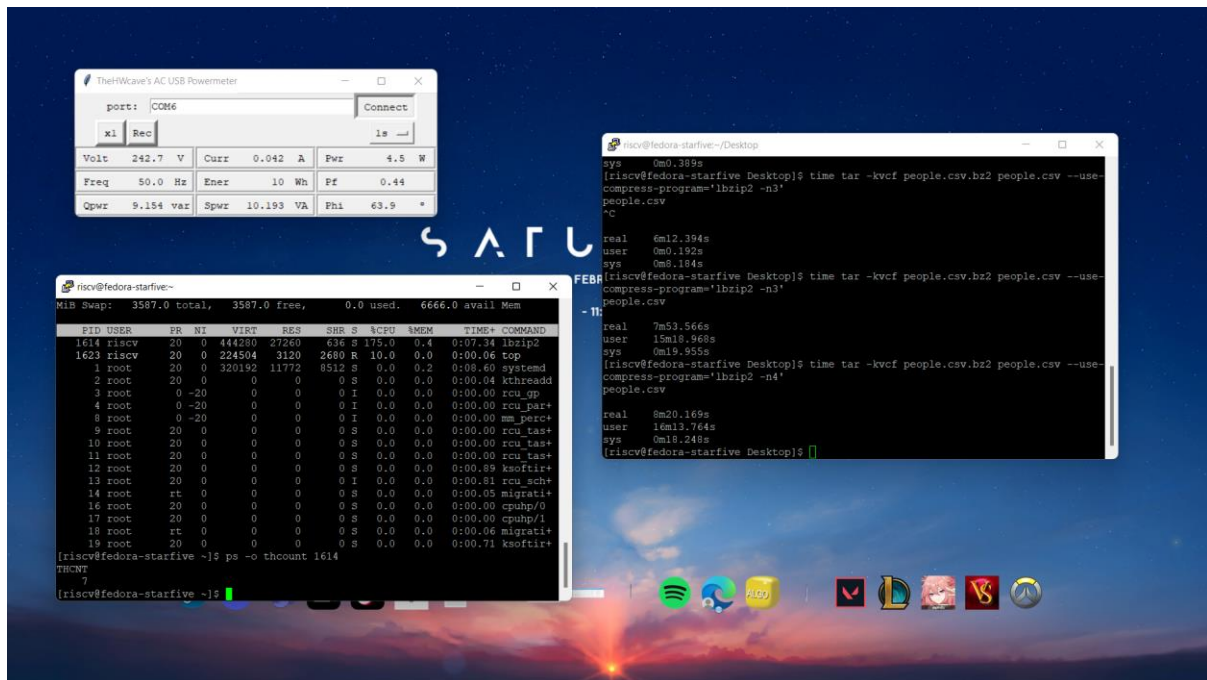 TheHWcave's AC USB Powermeter
port: COM6 Connect
xl Rec 1s
Volt 242.7 V Curr 0.042 A Pwr 4.5 W
Freq 50.0 Hz Ener 10 Wh Pf 0.44
Qpwr 9.154 var Spwr 10.193 VA Phi 63.9 °
riscv@fedora-starfive:~/Desktop
sys 0m0.389s
[riscv@fedora-starfive Desktop]$ time tar -kvcf people.csv.bz2 people.csv --use-
compress-program='lbzip2 -n3'
people.csv
^C
real 6m12.394s
user 0m0.192s
sys 0m8.184s
[riscv@fedora-starfive Desktop]$ time tar -kvcf people.csv.bz2 people.csv --use-
compress-program='lbzip2 -n3'
people.csv
real 7m53.566s
user 15m18.968s
sys 0m19.955s
[riscv@fedora-starfive Desktop]$ time tar -kvcf people.csv.bz2 people.csv --use-
compress-program='lbzip2 -n4'
people.csv
real 8m20.169s
user 16m13.764s
sys 0m18.248s
[riscv@fedora-starfive Desktop]$
SATU
FEBR
- 11:
riscv@fedora-starfive:~
MiB Swap: 3587.0 total, 3587.0 free, 0.0 used. 6666.0 avail Mem
PID USER PR NI VIRT RES SHR S %CPU %MEM TIME+ COMMAND
1614 riscv 20 0 444280 27260 636 S 175.0 0.4 0:07.34 lbzip2
1623 riscv 20 0 224504 3120 2680 R 10.0 0.0 0:00.06 top
1 root 20 0 320192 11772 8512 S 0.0 0.2 0:08.60 systemd
2 root 20 0 0 0 0 S 0.0 0.0 0:00.04 kthreadd
3 root 0 -20 0 0 0 I 0.0 0.0 0:00.00 rcu_gp
4 root 0 -20 0 0 0 I 0.0 0.0 0:00.00 rcu_par+
8 root 0 -20 0 0 0 I 0.0 0.0 0:00.00 mm_perc+
9 root 20 0 0 0 0 S 0.0 0.0 0:00.00 rcu_tas+
10 root 20 0 0 0 0 S 0.0 0.0 0:00.00 rcu_tas+
11 root 20 0 0 0 0 S 0.0 0.0 0:00.00 rcu_tas+
12 root 20 0 0 0 0 S 0.0 0.0 0:00.89 ksoftir+
13 root 20 0 0 0 0 I 0.0 0.0 0:00.81 rcu_sch+
14 root rt 0 0 0 0 S 0.0 0.0 0:00.05 migrati+
16 root 20 0 0 0 0 S 0.0 0.0 0:00.00 cpuhp/0
17 root 20 0 0 0 0 S 0.0 0.0 0:00.00 cpuhp/1
18 root rt 0 0 0 0 S 0.0 0.0 0:00.06 migrati+
19 root 20 0 0 0 0 S 0.0 0.0 0:00.71 ksoftir+
[riscv@fedora-starfive ~]$ ps -o thcount 1614
THCNT
7
[riscv@fedora-starfive ~]$